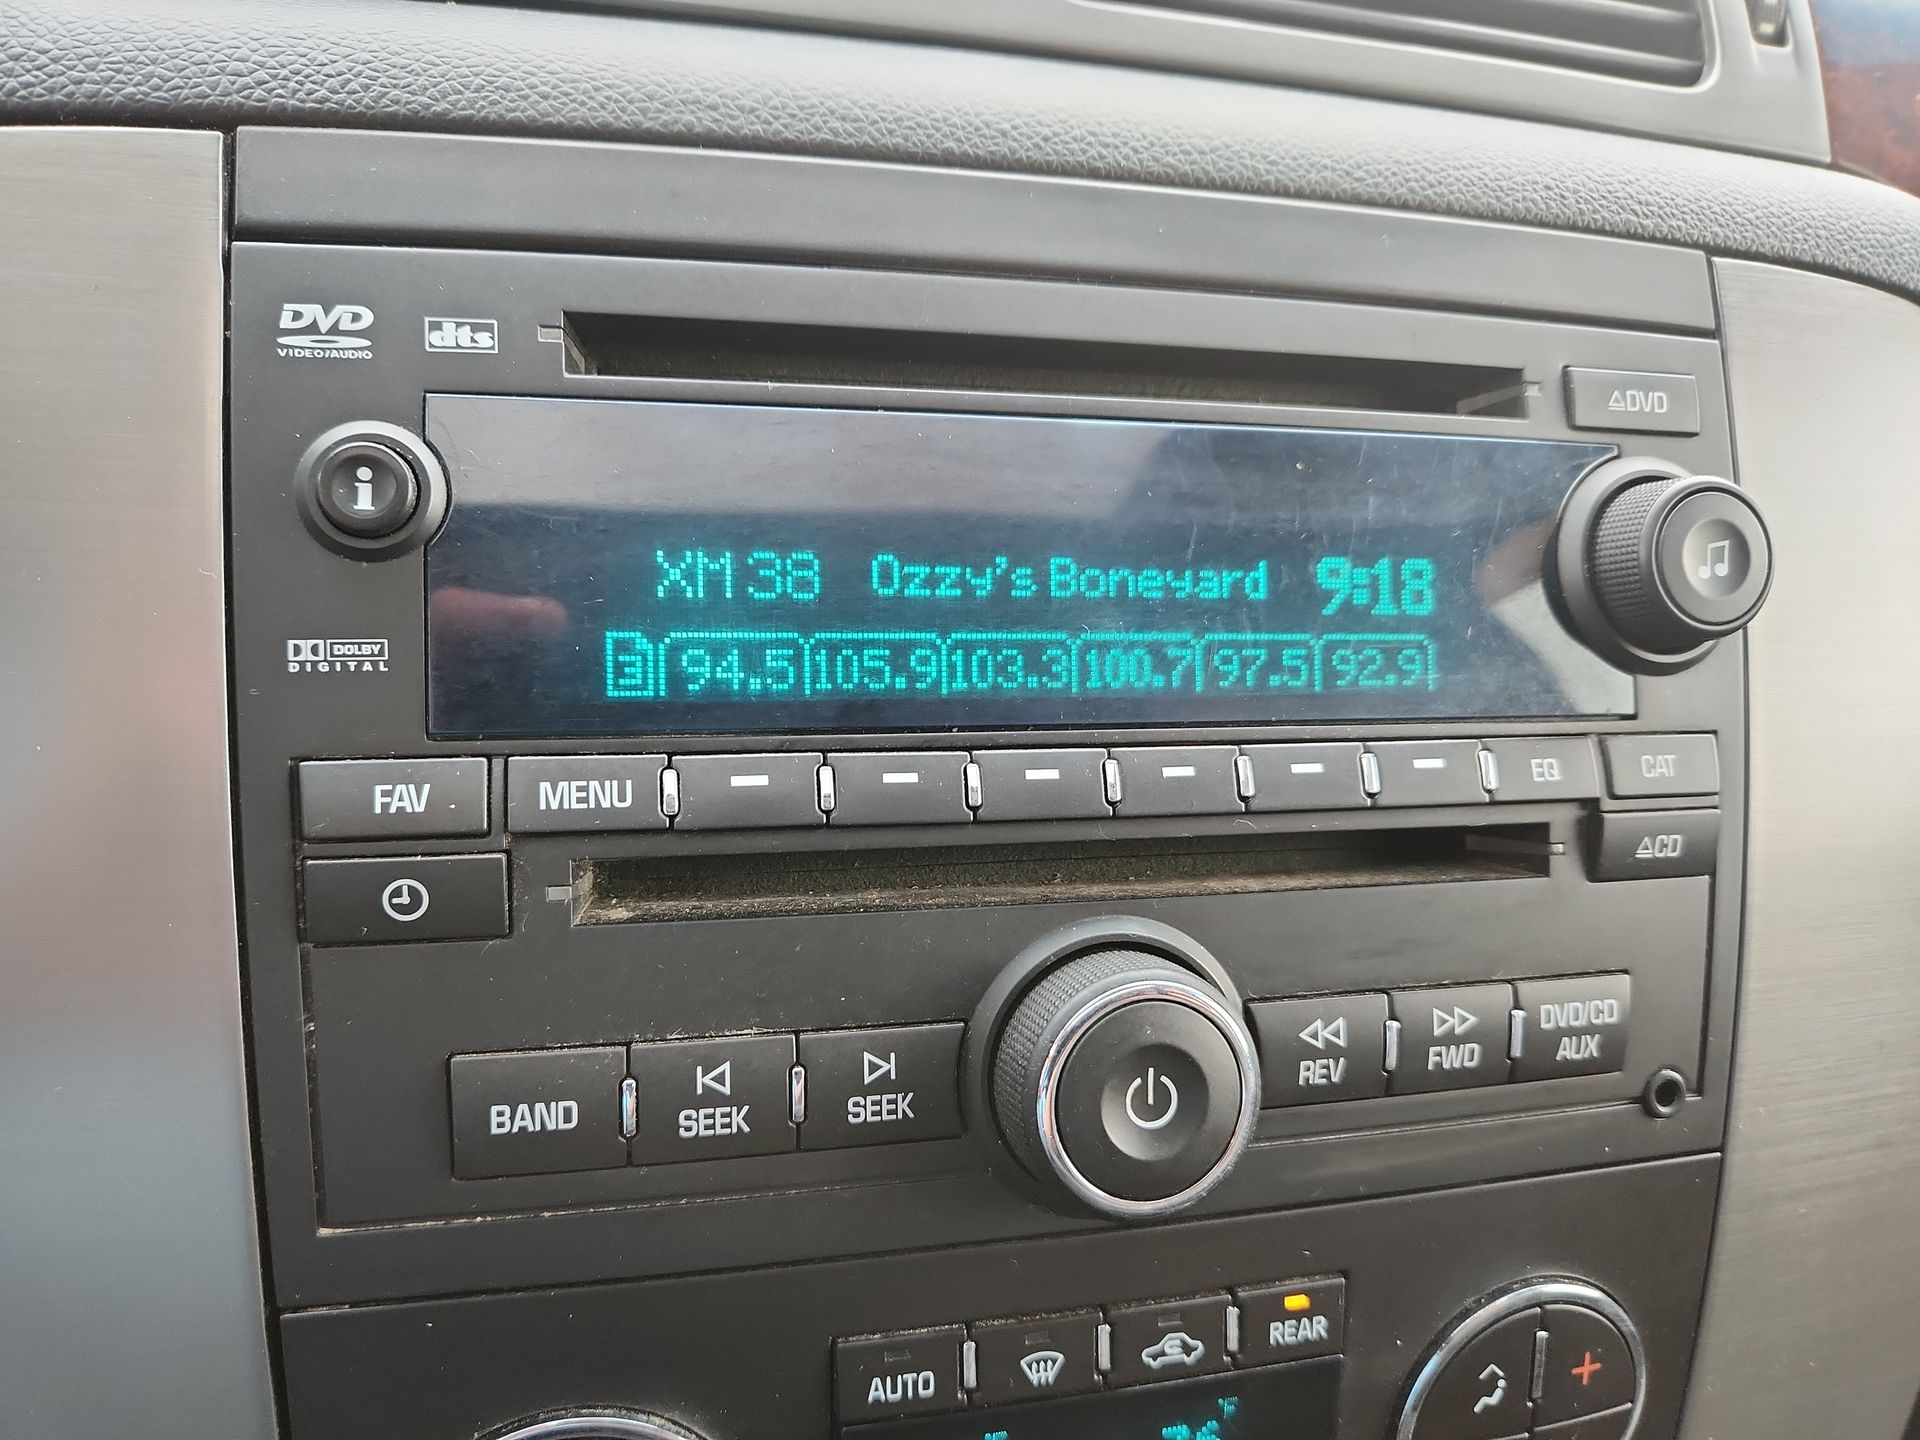 DVD
VIDEO/AUDIO
dts
DVD
i
XM 38 Ozzy's Boneyard 9:18
3 94.5 105.9 103.3 100.7 97.5 92.9
DOLBY
DIGITAL
FAV MENU EQ CAT
CD
BAND SEEK SEEK REV FWD DVD/CD
AUX
AUTO REAR
+